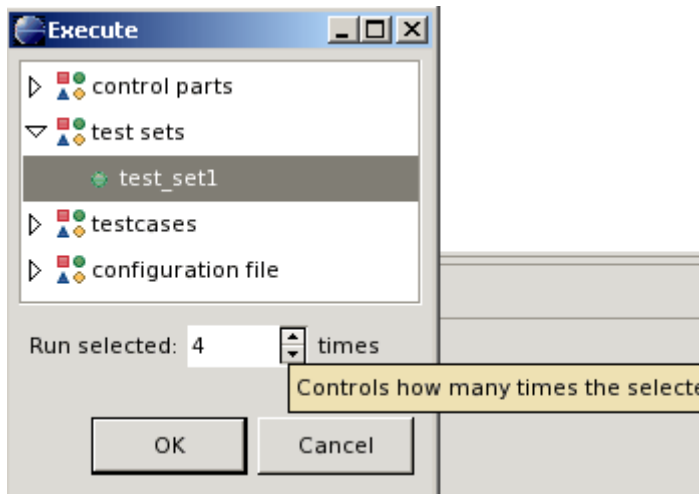 Execute
control parts
test sets
test_set1
testcases
configuration file
Run selected: 4 times
Controls how many times the selecte
OK Cancel